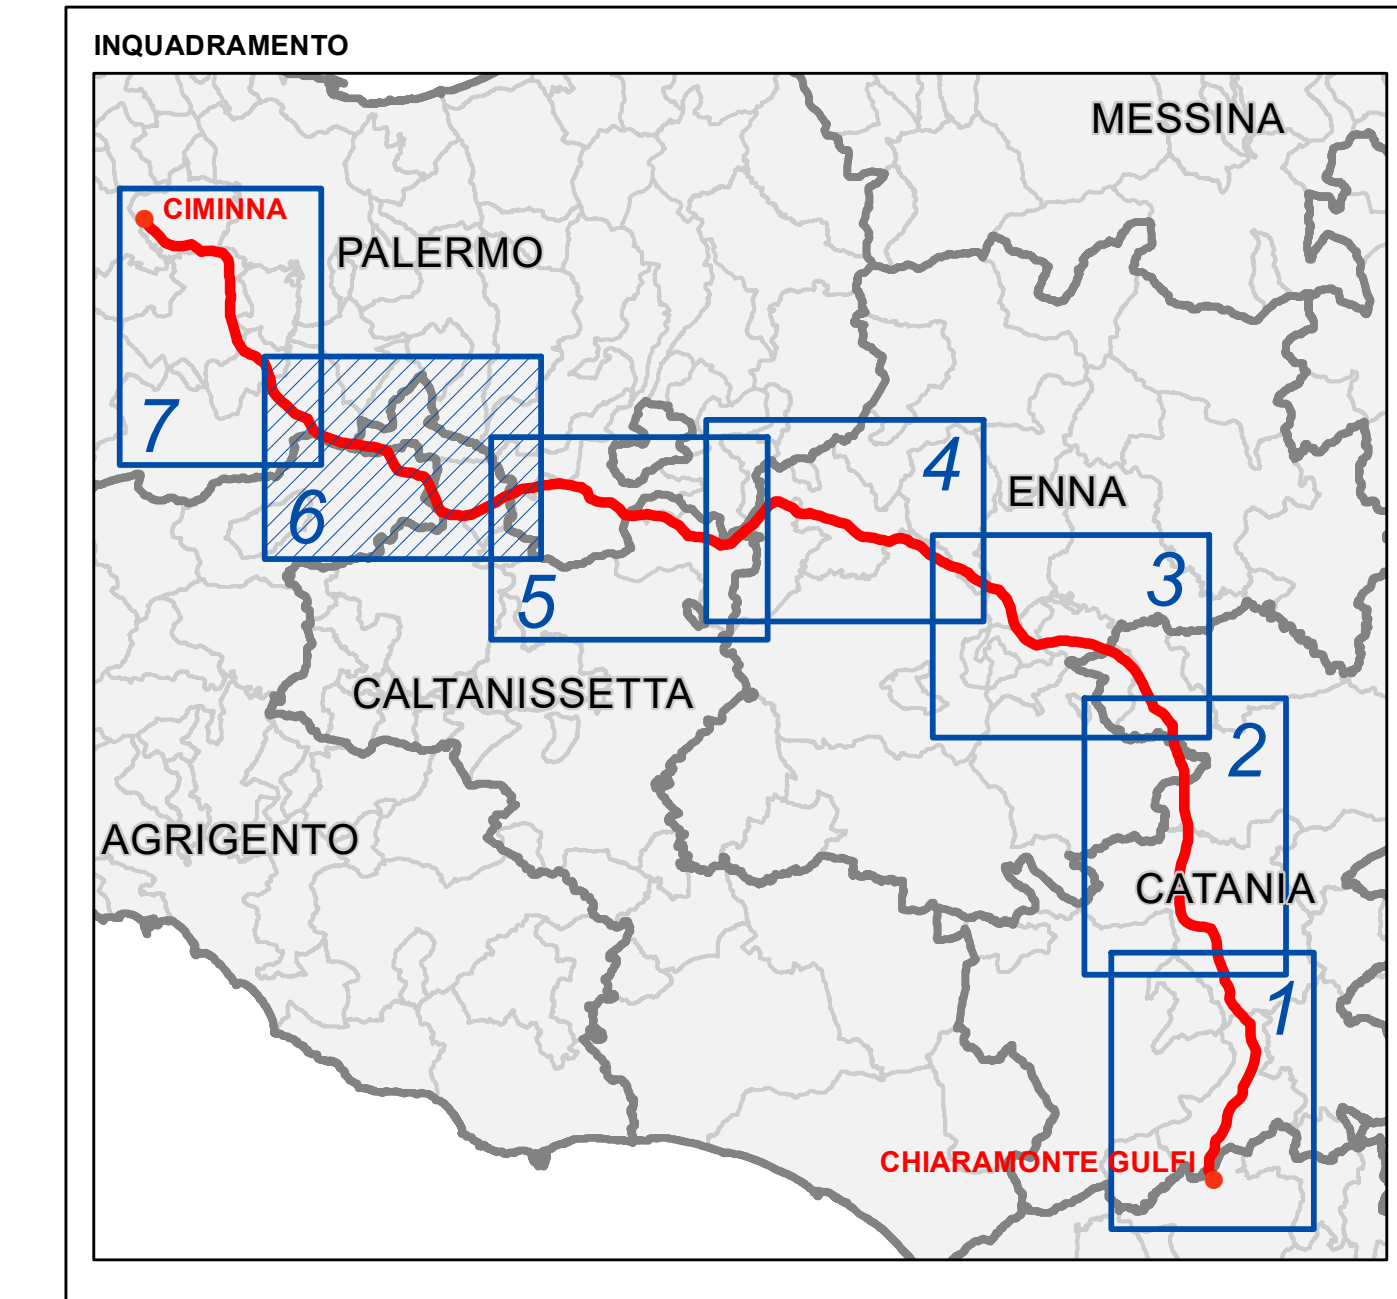 INQUADRAMENTO
MESSINA
CIMINNA
PALERMO
7
6
4
ENNA
5
3
CALTANISSETTA
2
AGRIGENTO
CATANIA
1
CHIARAMONTE GULFI